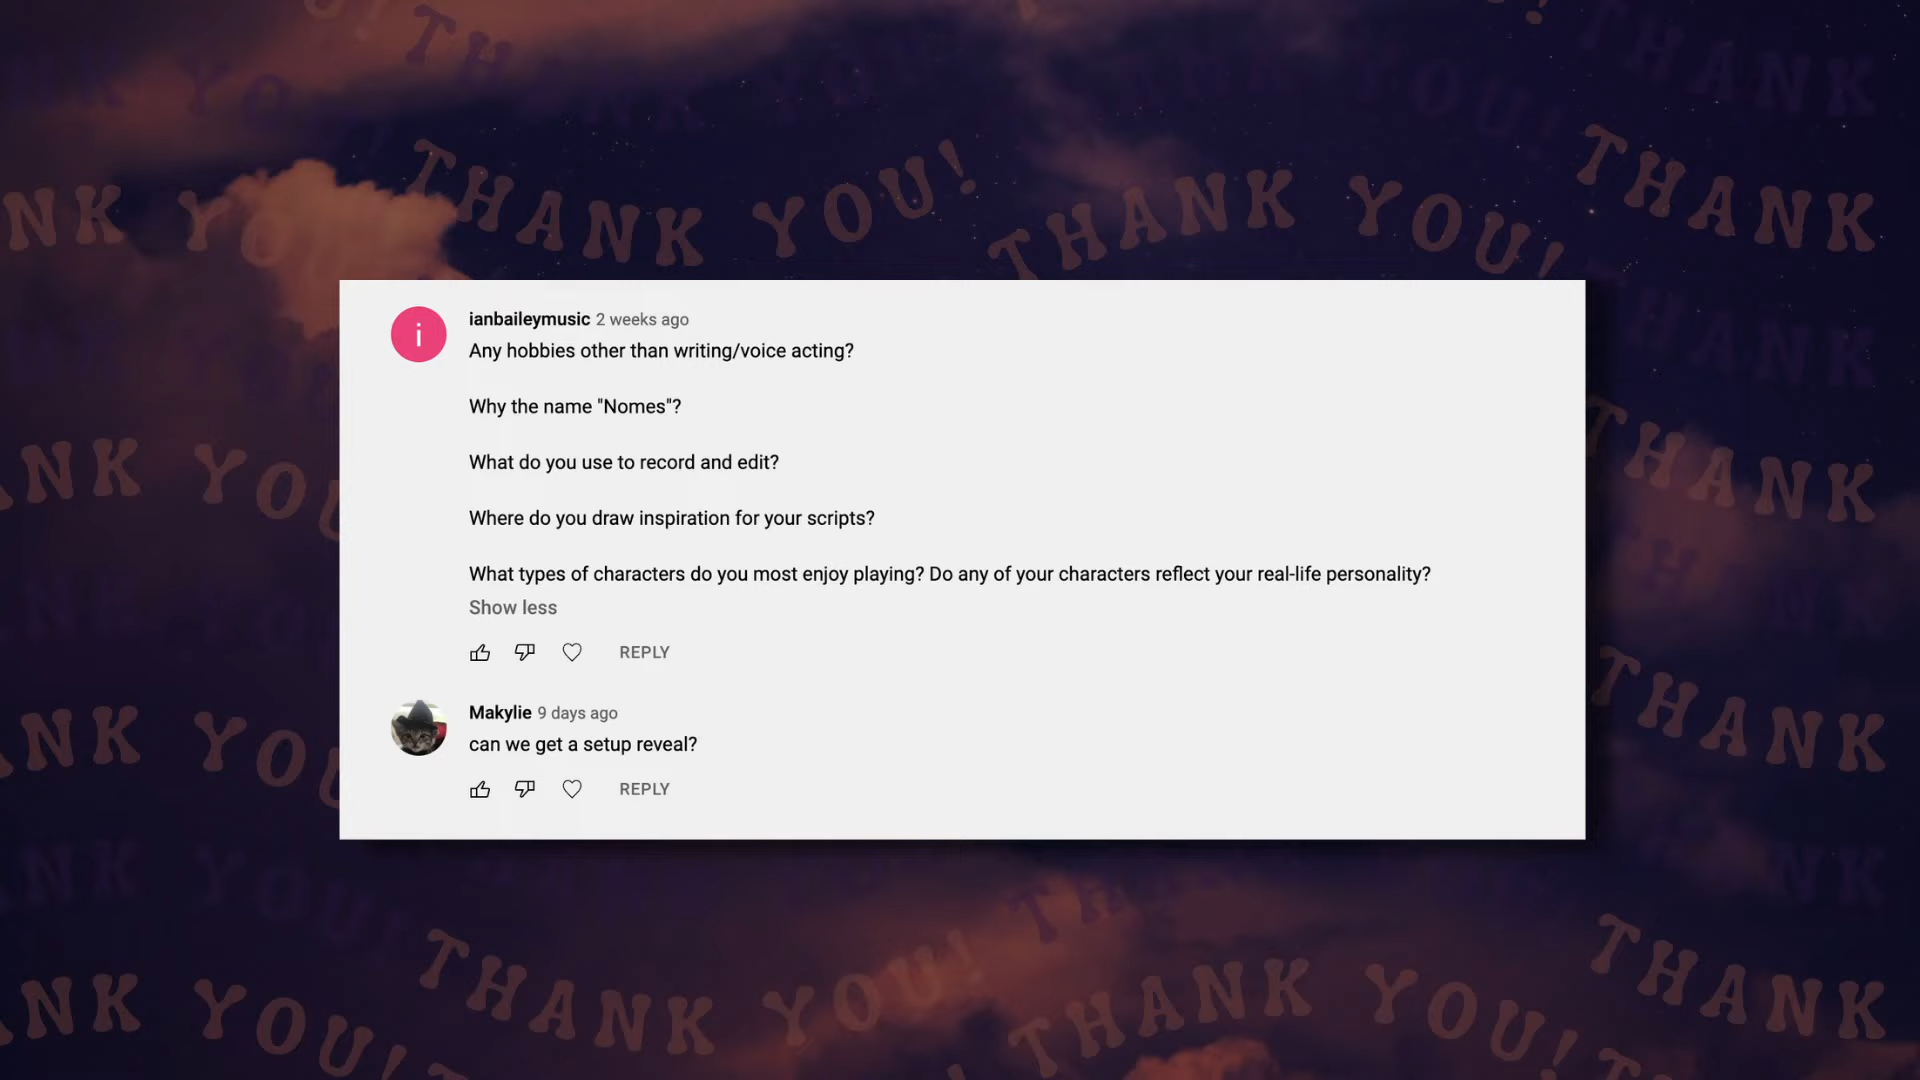 THANK YOU!
THANK YOU!
THANK
ianbaileymusic 2 weeks ago
i
Any hobbies other than writing/voice acting?
Why the name "Nomes"?
What do you use to record and edit?
Where do you draw inspiration for your scripts?
What types of characters do you most enjoy playing? Do any of your characters reflect your real-life personality?
Show less
REPLY
Makylie 9 days ago
can we get a setup reveal?
REPLY
THANK
THANK
THANK YOU!
THANK YOU!
THANK